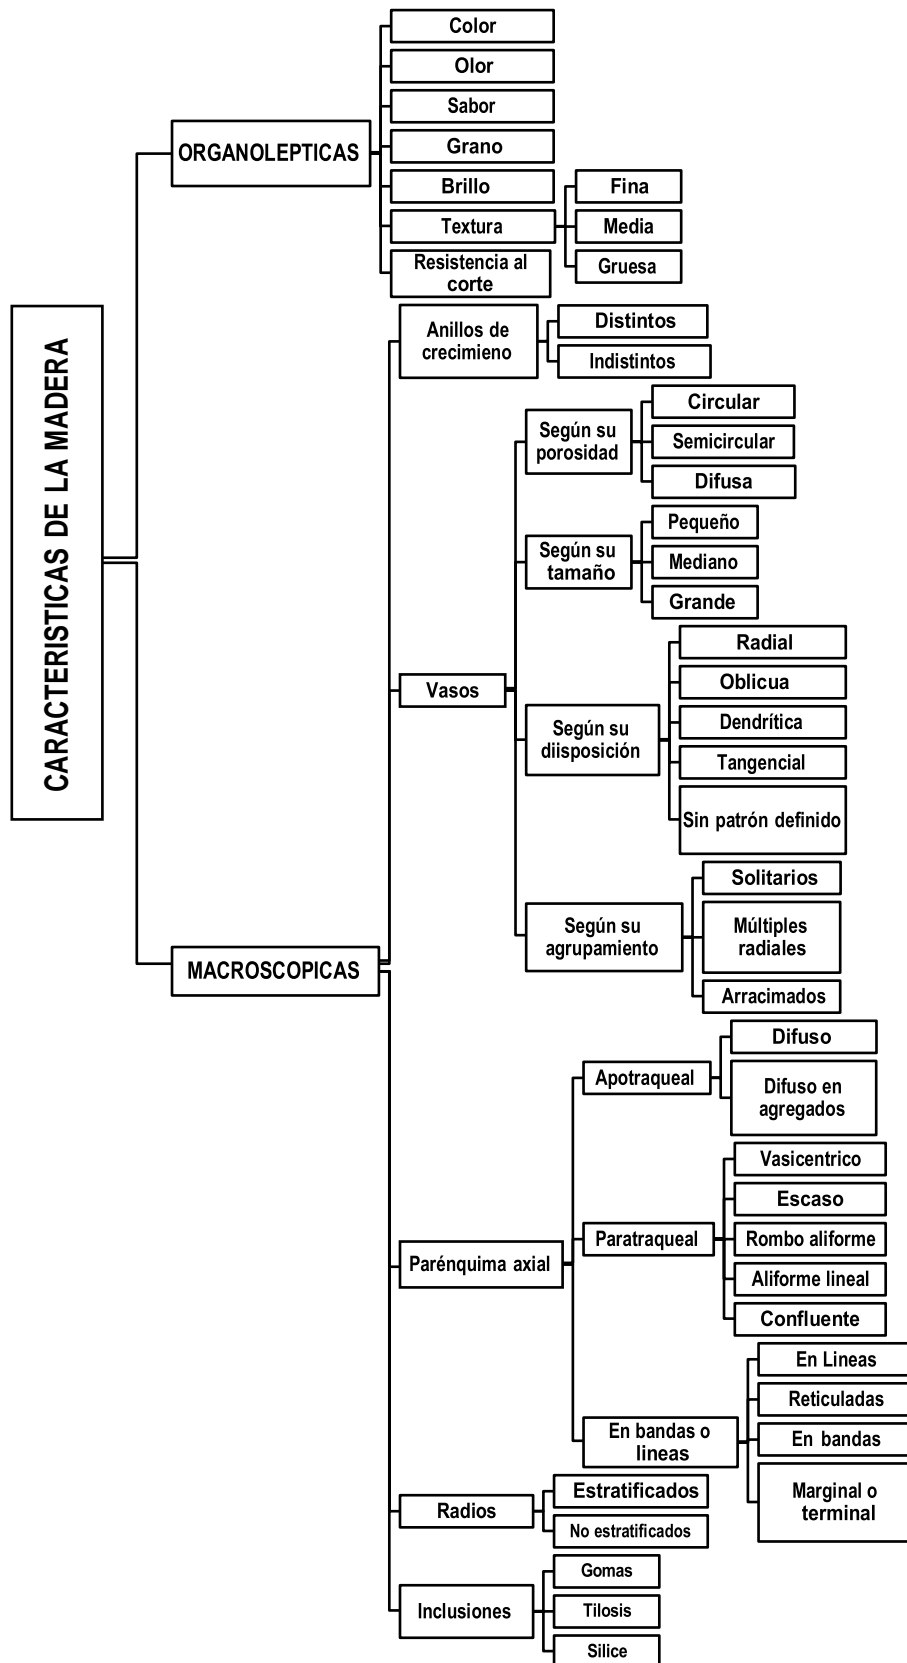 CARACTERISTICAS DE LA MADERA
ORGANOLEPTICAS
Color
Olor
Sabor
Grano
Brillo
Textura
Fina
Media
Gruesa
Resistencia al
corte
MACROSCOPICAS
Anillos de
crecimieno
Distintos
Indistintos
Vasos
Según su
porosidad
Circular
Semicircular
Difusa
Según su
tamaño
Pequeño
Mediano
Grande
Según su
diisposición
Radial
Oblicua
Dendrítica
Tangencial
Sin patrón definido
Según su
agrupamiento
Solitarios
Múltiples
radiales
Arracimados
Parénquima axial
Apotraqueal
Difuso
Difuso en
agregados
Paratraqueal
Vasicentrico
Escaso
Rombo aliforme
Aliforme lineal
Confluente
En bandas o
lineas
En Lineas
Reticuladas
En bandas
Marginal o
terminal
Radios
Estratificados
No estratificados
Inclusiones
Gomas
Tilosis
Silice